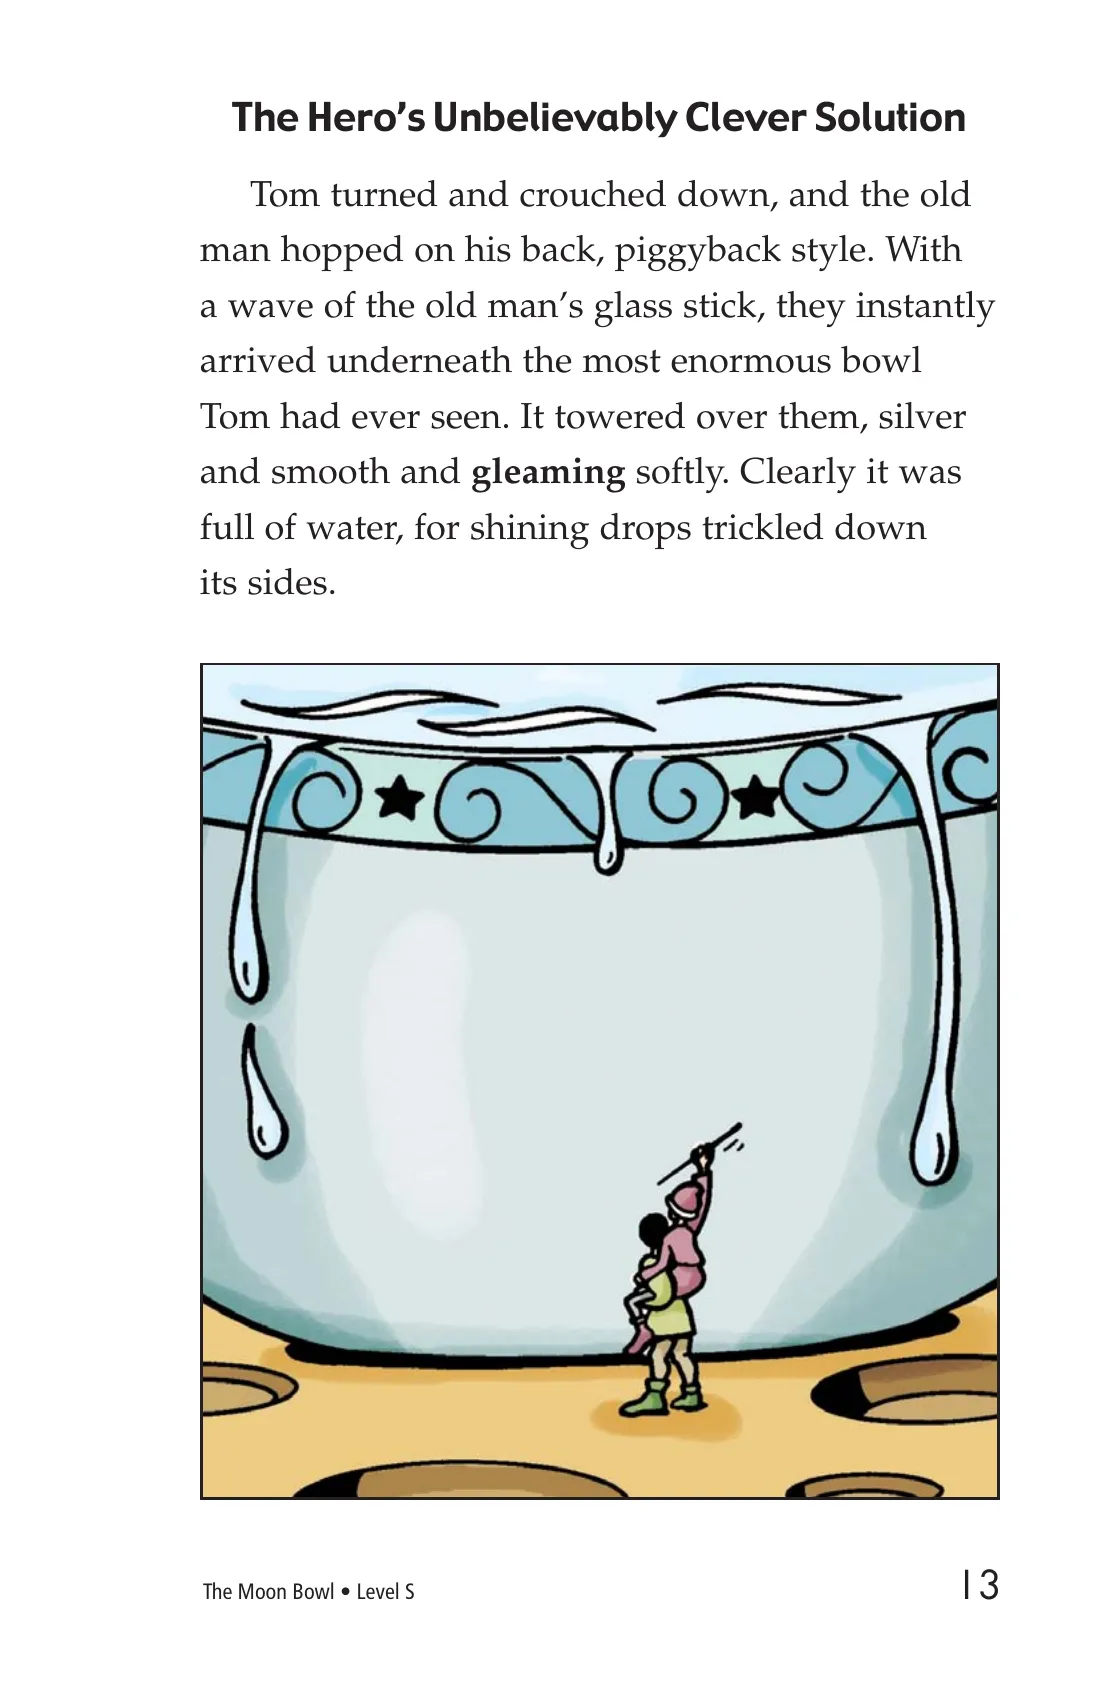 The Hero’s Unbelievably Clever Solution
Tom turned and crouched down, and the old
man hopped on his back, piggyback style. With
a wave of the old man’s glass stick, they instantly
arrived underneath the most enormous bowl
Tom had ever seen. It towered over them, silver
and smooth and gleaming softly. Clearly it was
full of water, for shining drops trickled down
its sides.
The Moon Bowl • Level S
13